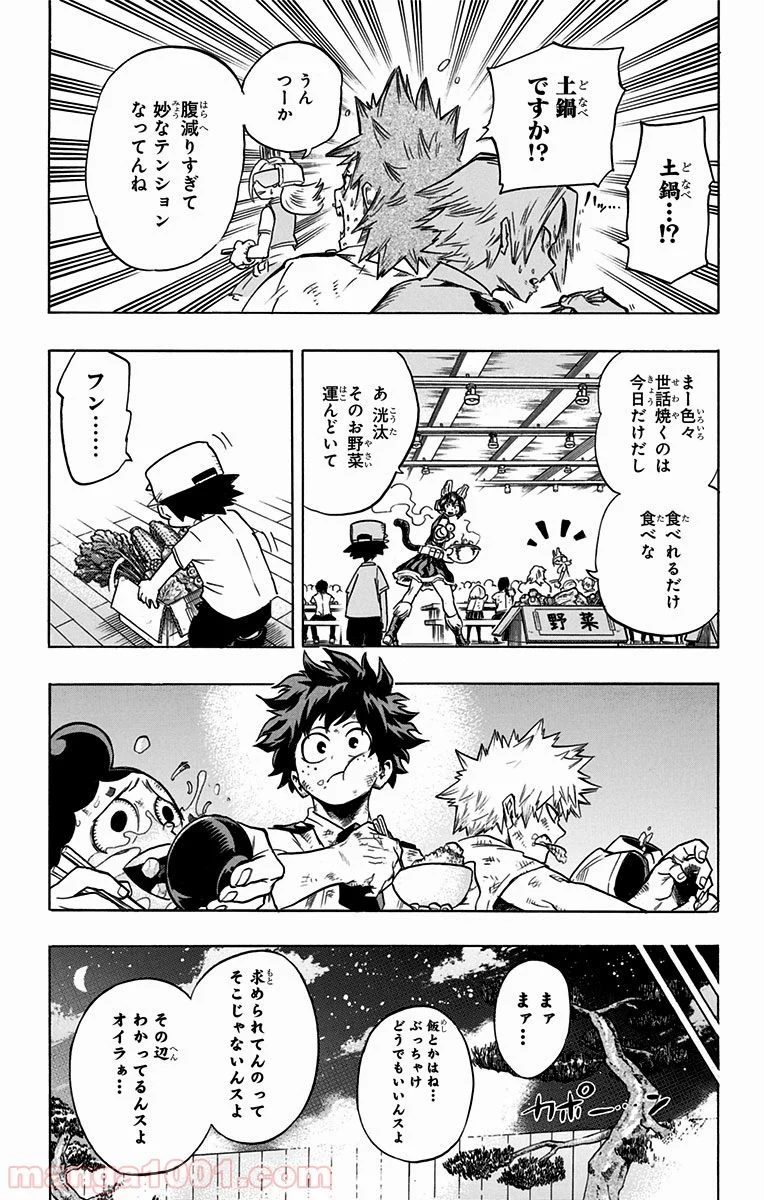 土鍋…!?
土鍋
ですか!?
ハッ…
うん
つーか
腹減りすぎて
妙なテンション
なってんね
まー色々
世話焼くのは
今日だけだし
食べれるだけ
食べな
あ 洸汰
そのお野菜
運んどいて
野菜
フン……
まァ
まァ…
飯とかはね…
ぶっちゃけ
どうでもいいんスよ
求められてんのって
そこじゃないんスよ
その辺
わかってるんスよ
オイラぁ…
カポーーン
manga1001.com